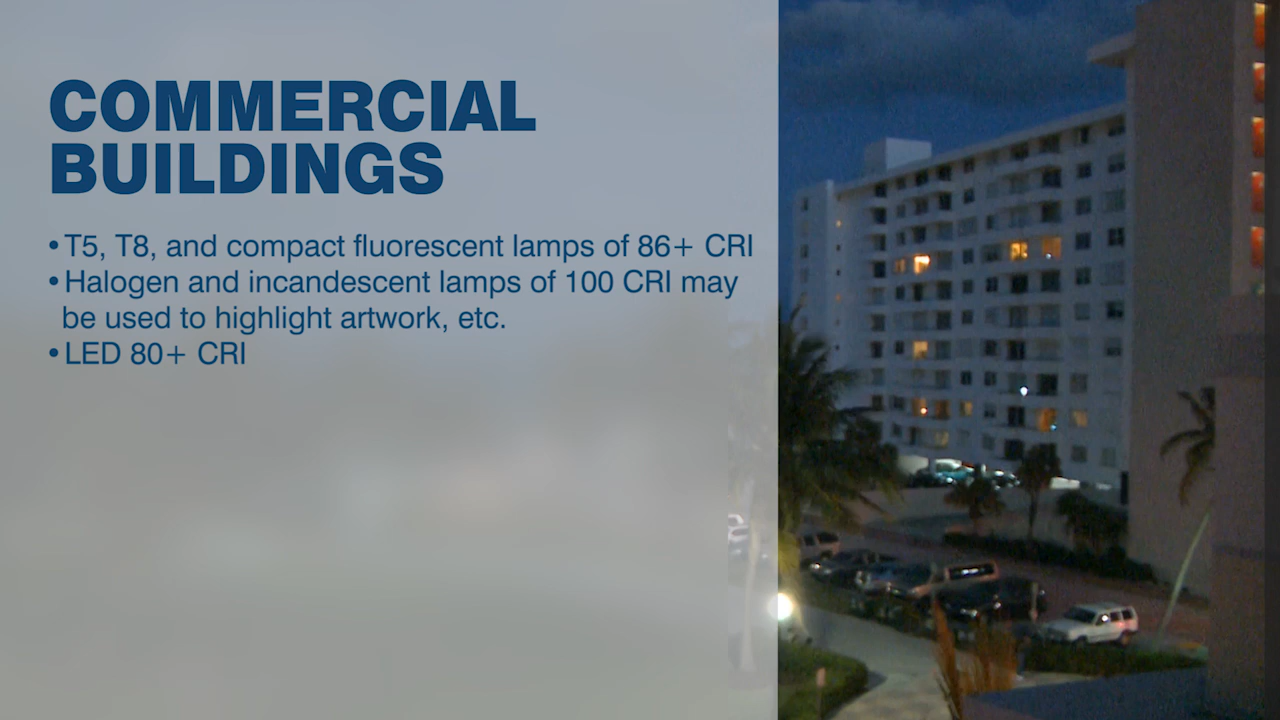 COMMERCIAL
BUILDINGS
• T5, T8, and compact fluorescent lamps of 86+ CRI
• Halogen and incandescent lamps of 100 CRI may
be used to highlight artwork, etc.
• LED 80+ CRI